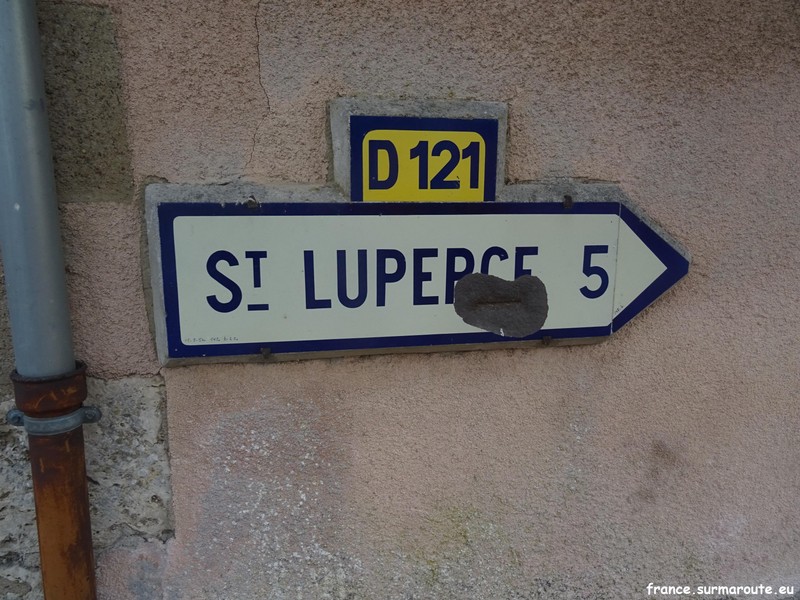 D 121
ST LUPERCE 5
france.surmaroute.eu